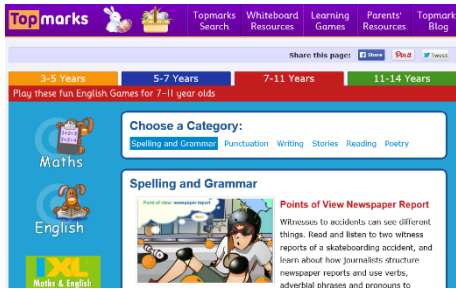 Topmarks
Topmarks Search
Whiteboard Resources
Learning Games
Parents' Resources
Topmark Blog
Share this page:
Share
Pin it
Tweet
3-5 Years
5-7 Years
7-11 Years
11-14 Years
Play these fun English Games for 7-11 year olds
Maths
English
IXL
Maths & English
Choose a Category:
Spelling and Grammar Punctuation Writing Stories Reading Poetry
Spelling and Grammar
Point of view newspaper report
Points of View Newspaper Report
Witnesses to accidents can see different
things. Read and listen to two witness
reports of a skateboarding accident, and
learn about how journalists structure
newspaper reports and use verbs,
adverbial phrases and pronouns to